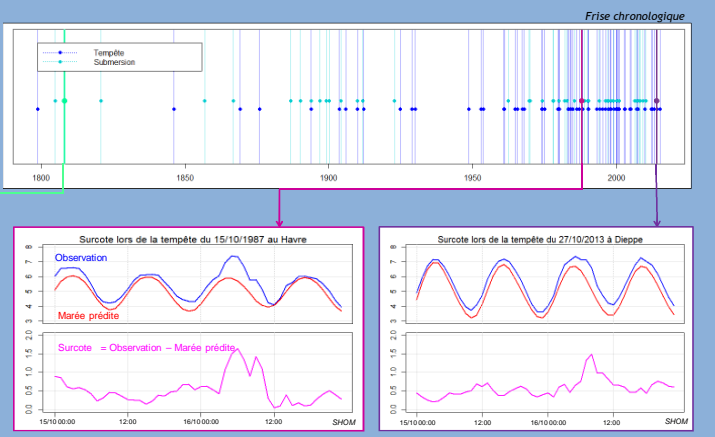 Frise chronologique
Tempête
Submersion
1800 1850 1900 1950 2000
Surcote lors de la tempête du 15/10/1987 au Havre
Observation
Marée prédite
3 4 5 6 7 8
Surcote = Observation – Marée prédite
0.0 0.5 1.0 1.5 2.0
15/10 00:00 12:00 16/10 00:00 12:00 SHOM
Surcote lors de la tempête du 27/10/2013 à Dieppe
3 4 5 6 7 8
0.0 0.5 1.0 1.5 2.0
15/10 00:00 12:00 16/10 00:00 12:00 SHOM